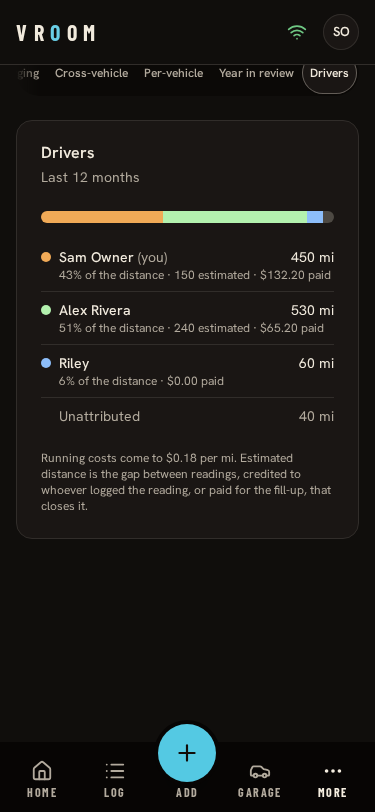 VROOM
SO
ging Cross-vehicle Per-vehicle Year in review Drivers
Drivers
Last 12 months
Sam Owner (you) 450 mi
43% of the distance · 150 estimated · $132.20 paid
Alex Rivera 530 mi
51% of the distance · 240 estimated · $65.20 paid
Riley 60 mi
6% of the distance · $0.00 paid
Unattributed 40 mi
Running costs come to $0.18 per mi. Estimated
distance is the gap between readings, credited to
whoever logged the reading, or paid for the fill-up, that
closes it.
HOME LOG ADD GARAGE MORE